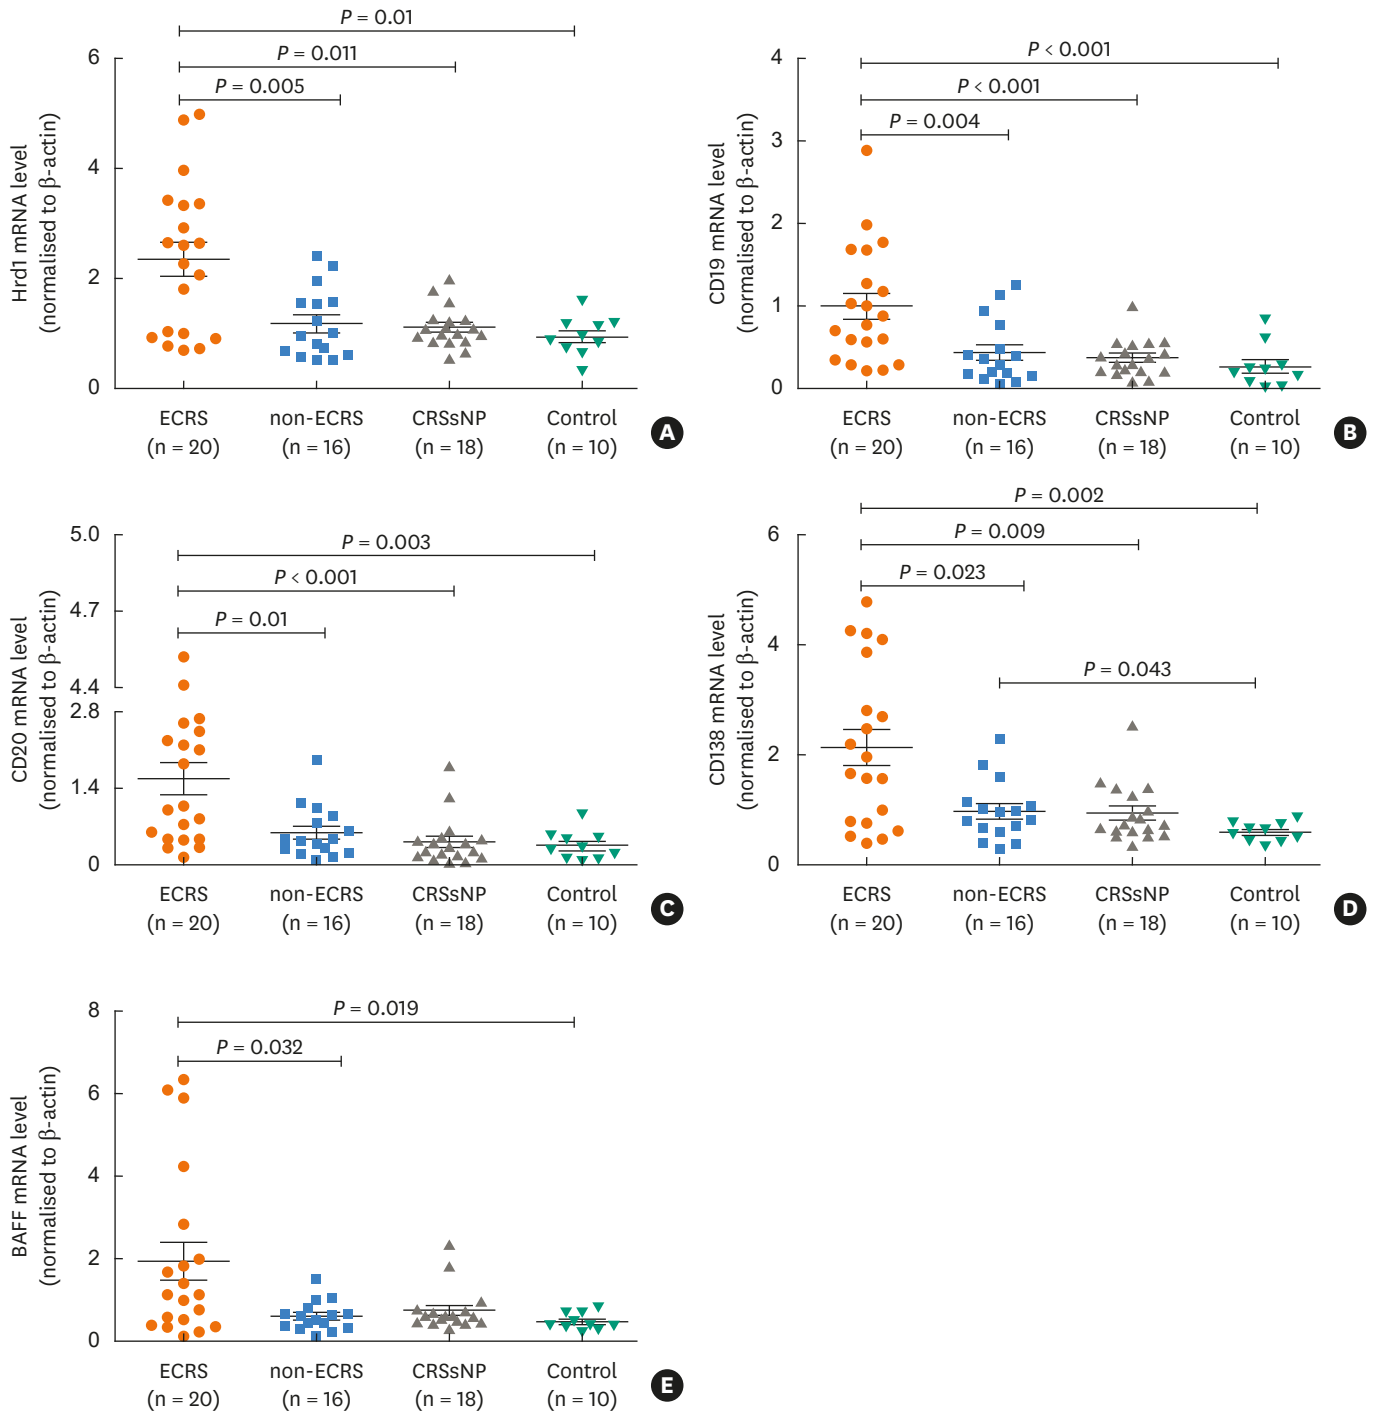 P = 0.01
P = 0.011
P = 0.005
6
4
2
0
Hrd1 mRNA level
(normalised to β-actin)
ECRS non-ECRS CRSsNP Control
(n = 20) (n = 16) (n = 18) (n = 10)
A
P < 0.001
P < 0.001
P = 0.004
4
3
2
1
0
CD19 mRNA level
(normalised to β-actin)
ECRS non-ECRS CRSsNP Control
(n = 20) (n = 16) (n = 18) (n = 10)
B
P = 0.003
P < 0.001
P = 0.01
5.0
4.7
4.4
2.8
1.4
0
CD20 mRNA level
(normalised to β-actin)
ECRS non-ECRS CRSsNP Control
(n = 20) (n = 16) (n = 18) (n = 10)
C
P = 0.002
P = 0.009
P = 0.023
P = 0.043
6
4
2
0
CD138 mRNA level
(normalised to β-actin)
ECRS non-ECRS CRSsNP Control
(n = 20) (n = 16) (n = 18) (n = 10)
D
P = 0.019
P = 0.032
8
6
4
2
0
BAFF mRNA level
(normalised to β-actin)
ECRS non-ECRS CRSsNP Control
(n = 20) (n = 16) (n = 18) (n = 10)
E